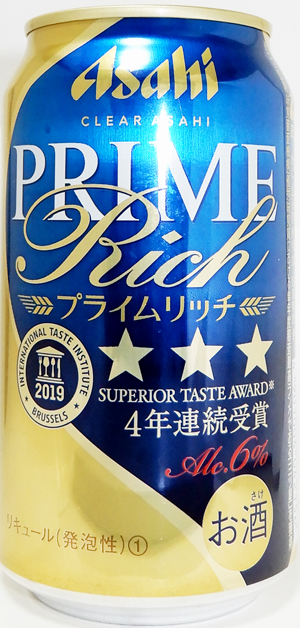 Asahi
CLEAR ASAHI
PRIME
Rich
プライムリッチ
INTERNATIONAL TASTE INSTITUTE
2019
BRUSSELS
SUPERIOR TASTE AWARD※
4年連続受賞
Alc.6%
さけ
お酒
リキュール(発泡性)①